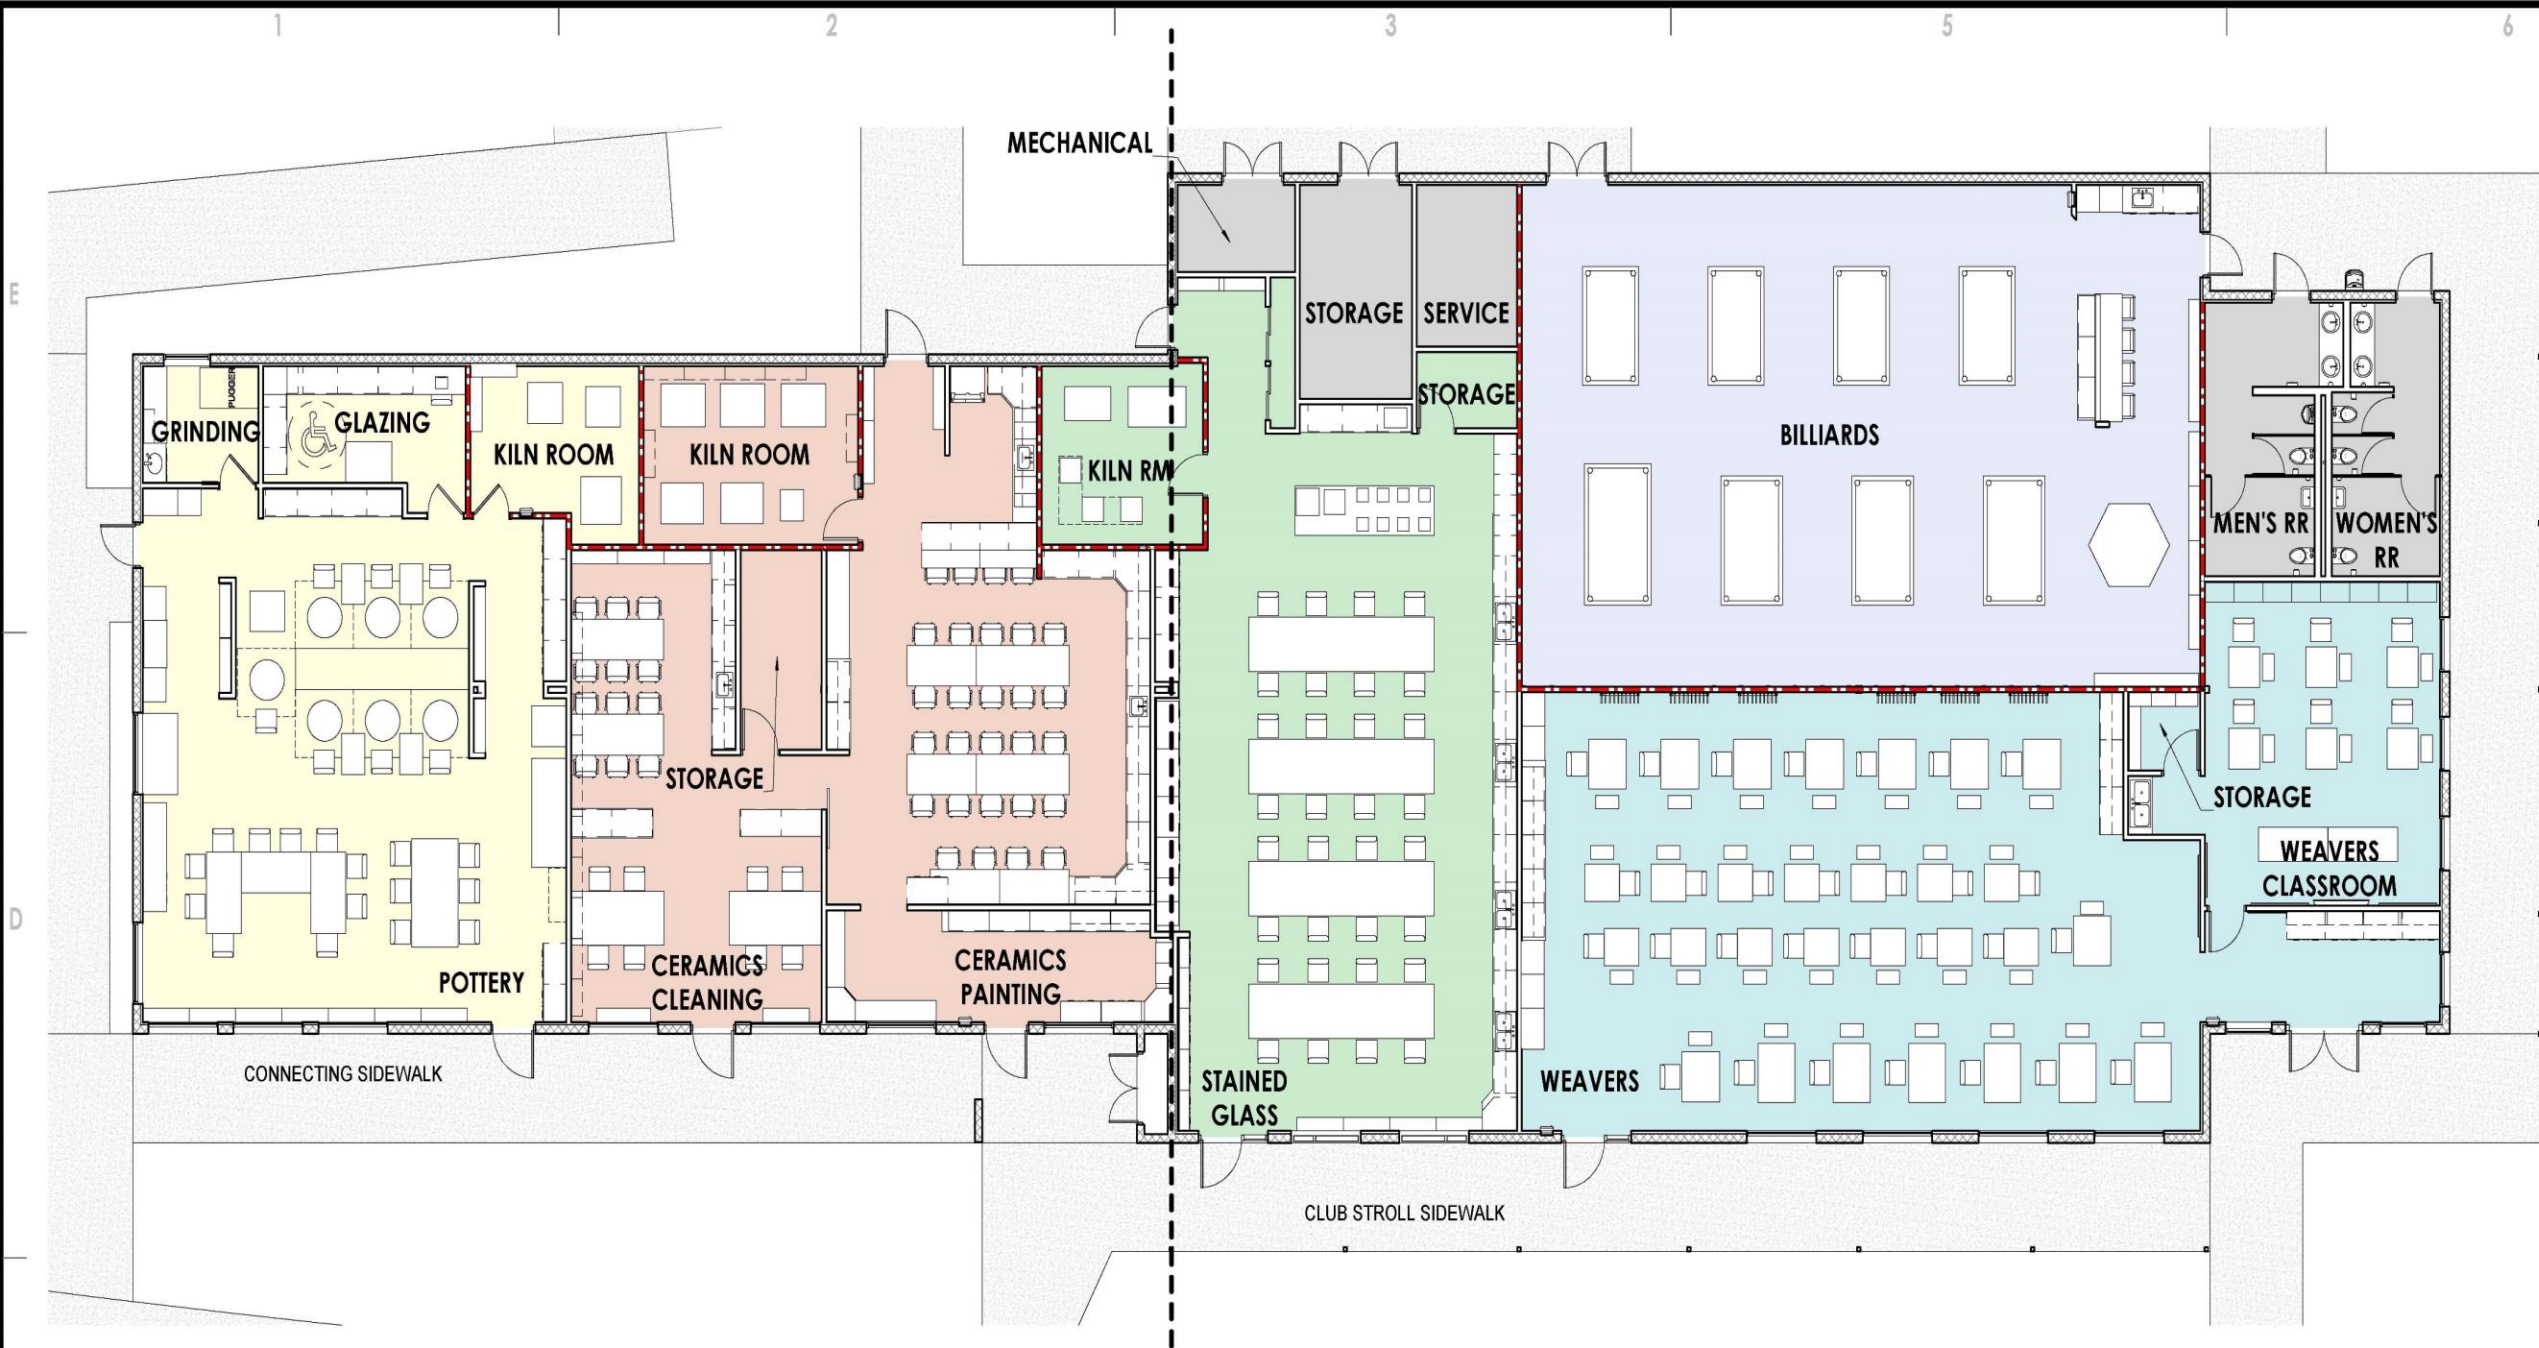 1
2
3
5
6
E
D
MECHANICAL
STORAGE
SERVICE
STORAGE
BILLIARDS
PUGGER
GRINDING
GLAZING
KILN ROOM
KILN ROOM
KILN RM
MEN'S RR
WOMEN'S
RR
STORAGE
STORAGE
WEAVERS
CLASSROOM
POTTERY
CERAMICS
CLEANING
CERAMICS
PAINTING
STAINED
GLASS
WEAVERS
CONNECTING SIDEWALK
CLUB STROLL SIDEWALK